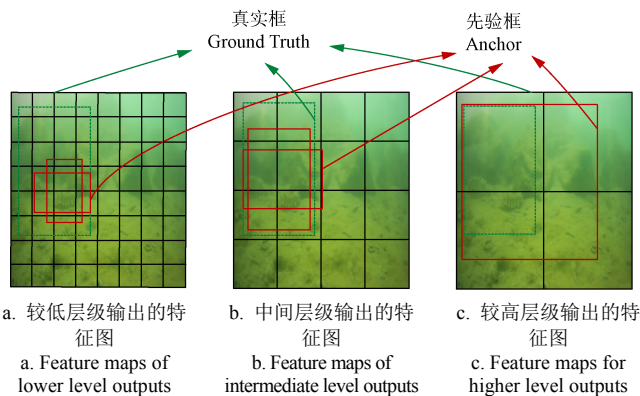 真实框
Ground Truth
先验框
Anchor
a. 较低层级输出的特
征图
a. Feature maps of
lower level outputs
b. 中间层级输出的特
征图
b. Feature maps of
intermediate level outputs
c. 较高层级输出的特
征图
c. Feature maps for
higher level outputs